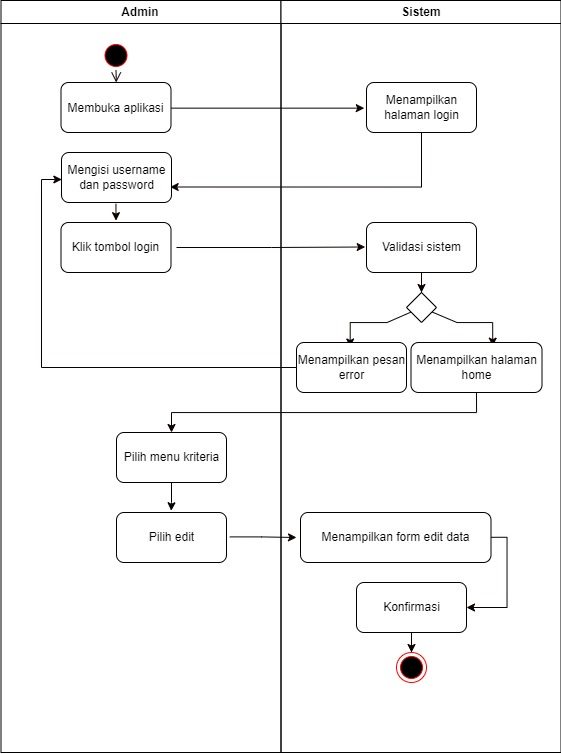 Admin
Sistem
Membuka aplikasi
Menampilkan
halaman login
Mengisi username
dan password
Klik tombol login
Validasi sistem
Menampilkan pesan
error
Menampilkan halaman
home
Pilih menu kriteria
Pilih edit
Menampilkan form edit data
Konfirmasi